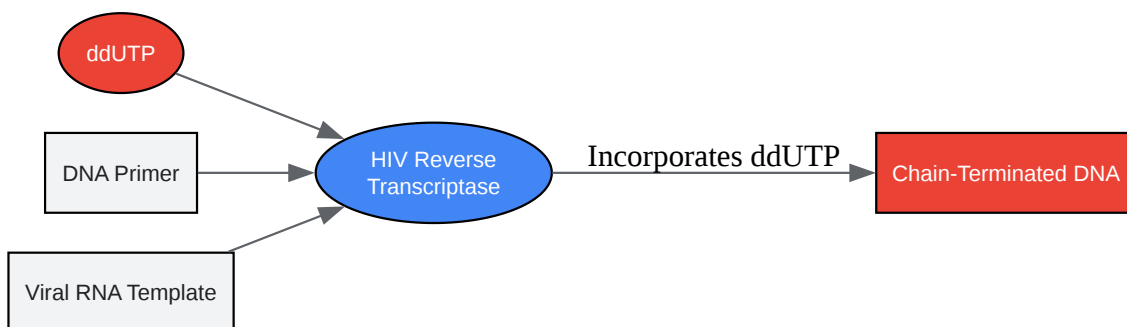 ddUTP
DNA Primer
Viral RNA Template
HIV Reverse
Transcriptase
Incorporates ddUTP
Chain-Terminated DNA